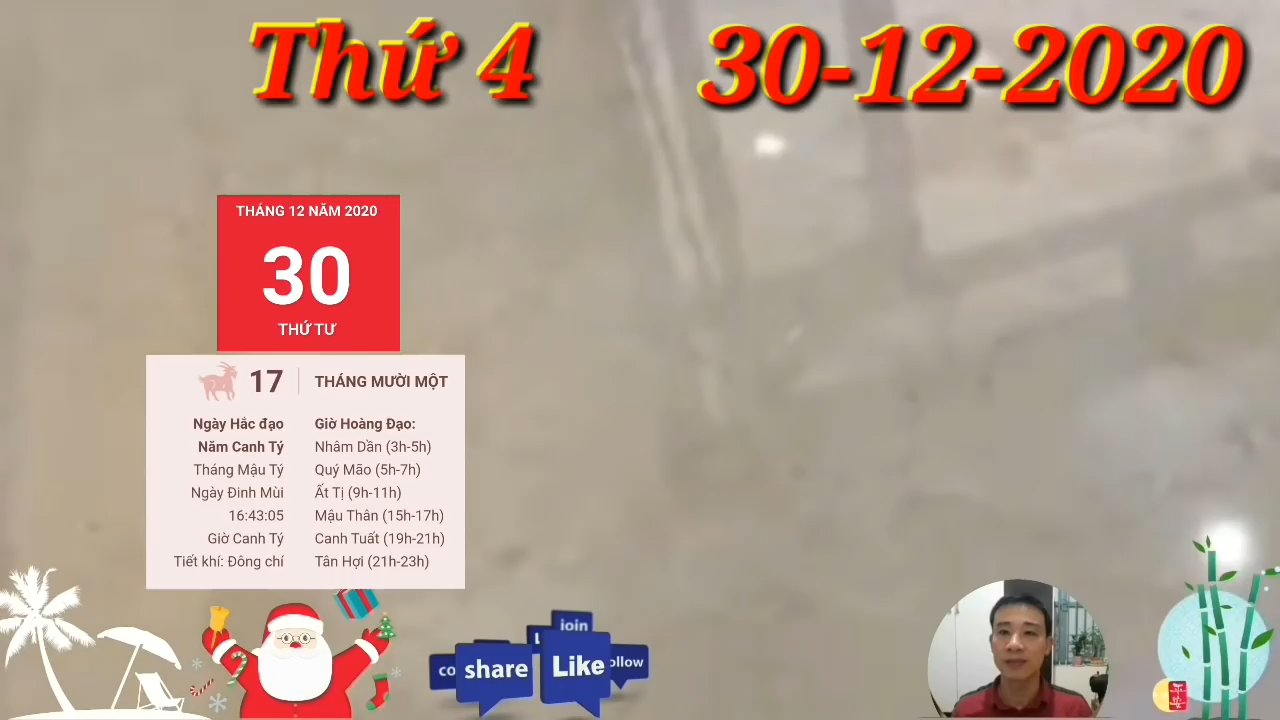 Thứ 4 30-12-2020
THÁNG 12 NĂM 2020
30
THỨ TƯ
17 THÁNG MƯỜI MỘT
Ngày Hắc đạo Giờ Hoàng Đạo:
Năm Canh Tý Nhâm Dần (3h-5h)
Tháng Mậu Tý Quý Mão (5h-7h)
Ngày Đinh Mùi Ất Tị (9h-11h)
16:43:05 Mậu Thân (15h-17h)
Giờ Canh Tý Canh Tuất (19h-21h)
Tiết khí: Đông chí Tân Hợi (21h-23h)
join
share Like